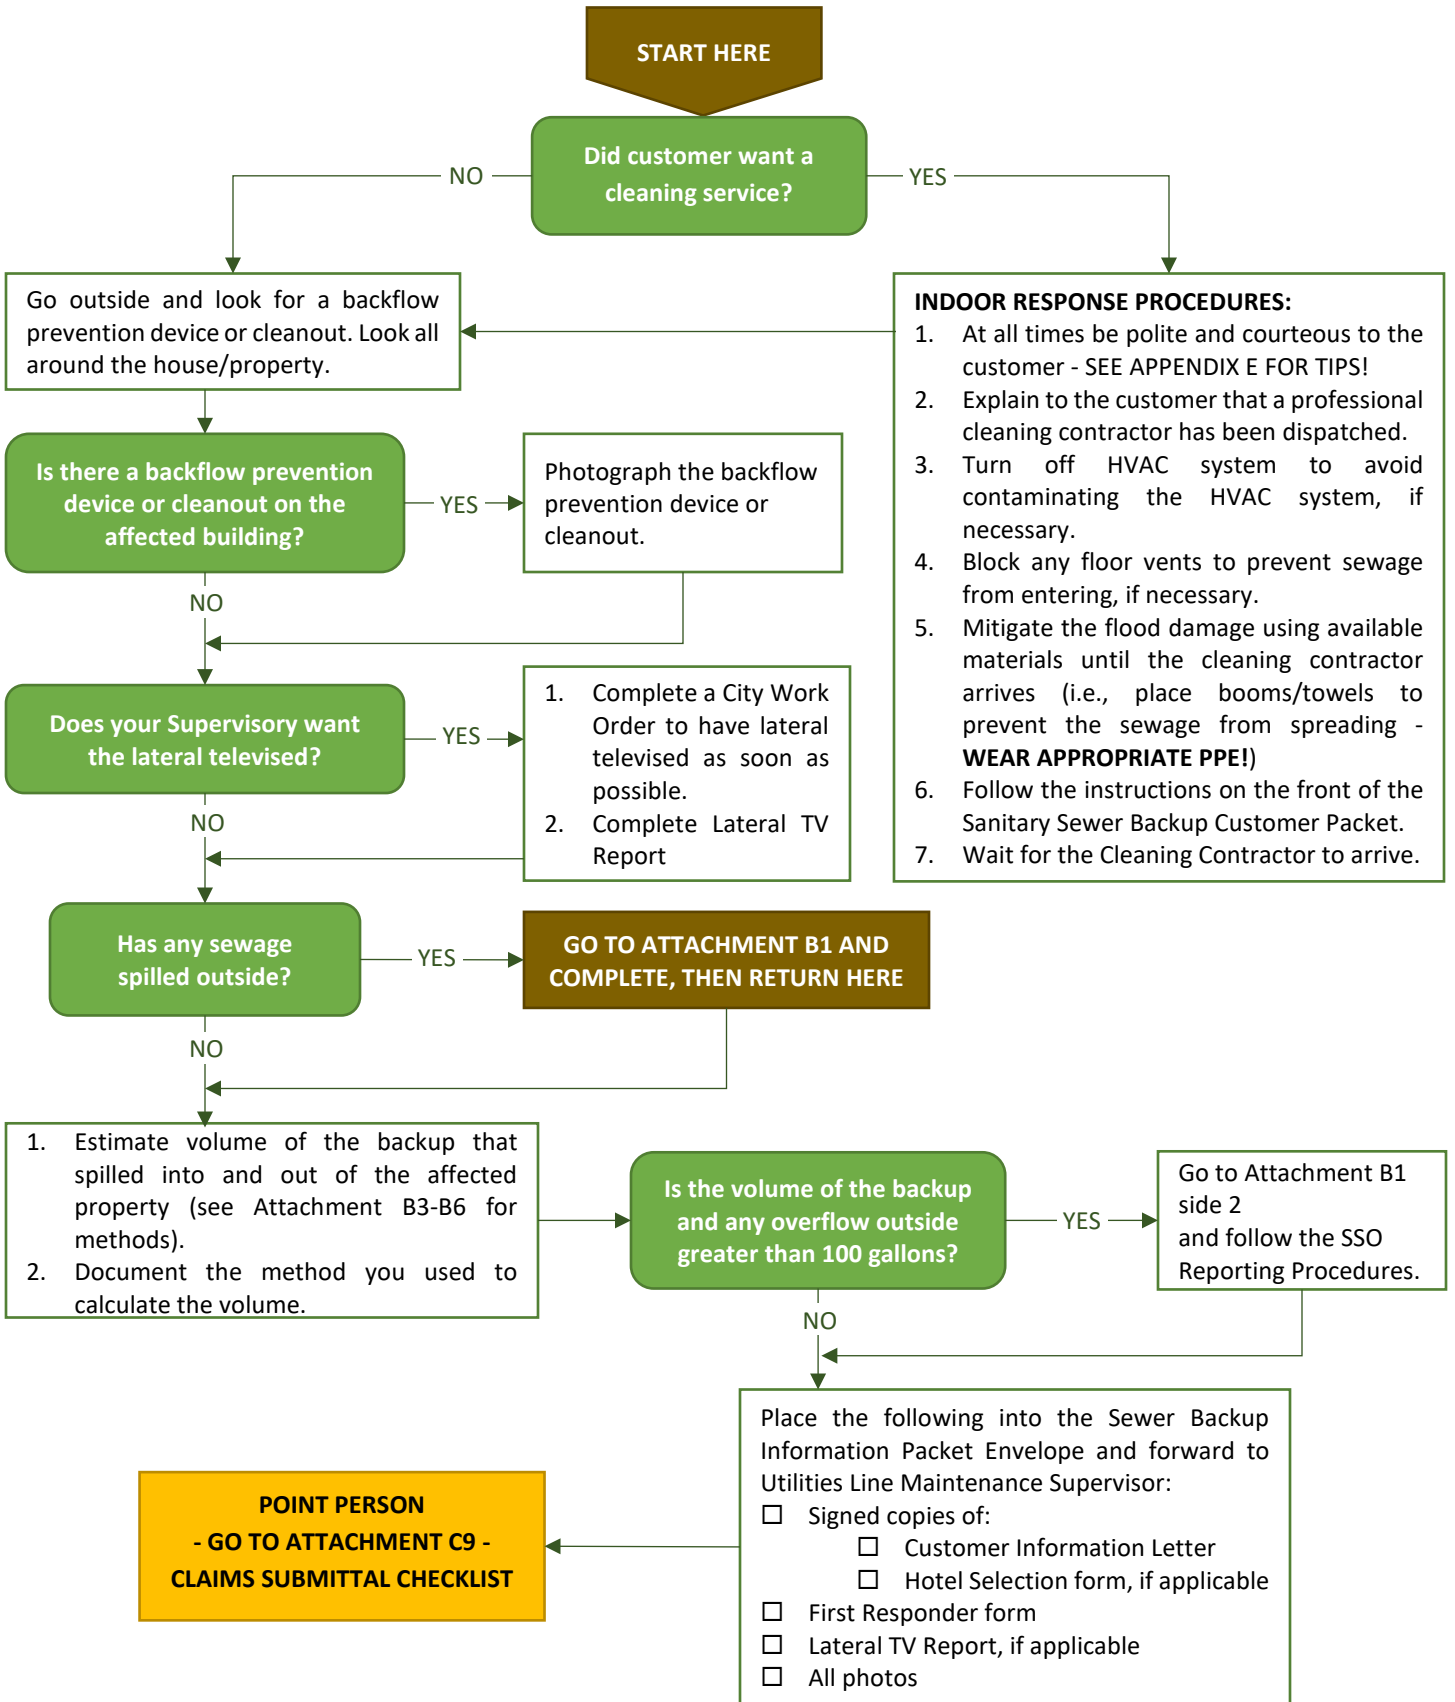 START HERE
Did customer want a
cleaning service?
NO
YES
Go outside and look for a backflow
prevention device or cleanout. Look all
around the house/property.
INDOOR RESPONSE PROCEDURES:
1. At all times be polite and courteous to the
customer - SEE APPENDIX E FOR TIPS!
2. Explain to the customer that a professional
cleaning contractor has been dispatched.
3. Turn off HVAC system to avoid
contaminating the HVAC system, if
necessary.
4. Block any floor vents to prevent sewage
from entering, if necessary.
5. Mitigate the flood damage using available
materials until the cleaning contractor
arrives (i.e., place booms/towels to
prevent the sewage from spreading -
WEAR APPROPRIATE PPE!)
6. Follow the instructions on the front of the
Sanitary Sewer Backup Customer Packet.
7. Wait for the Cleaning Contractor to arrive.
Is there a backflow prevention
device or cleanout on the
affected building?
YES
Photograph the backflow
prevention device or
cleanout.
NO
Does your Supervisory want
the lateral televised?
YES
1. Complete a City Work
Order to have lateral
televised as soon as
possible.
2. Complete Lateral TV
Report
NO
Has any sewage
spilled outside?
YES
GO TO ATTACHMENT B1 AND
COMPLETE, THEN RETURN HERE
NO
1. Estimate volume of the backup that
spilled into and out of the affected
property (see Attachment B3-B6 for
methods).
2. Document the method you used to
calculate the volume.
Is the volume of the backup
and any overflow outside
greater than 100 gallons?
YES
Go to Attachment B1
side 2
and follow the SSO
Reporting Procedures.
NO
Place the following into the Sewer Backup
Information Packet Envelope and forward to
Utilities Line Maintenance Supervisor:
☐ Signed copies of:
☐ Customer Information Letter
☐ Hotel Selection form, if applicable
☐ First Responder form
☐ Lateral TV Report, if applicable
☐ All photos
POINT PERSON
- GO TO ATTACHMENT C9 -
CLAIMS SUBMITTAL CHECKLIST